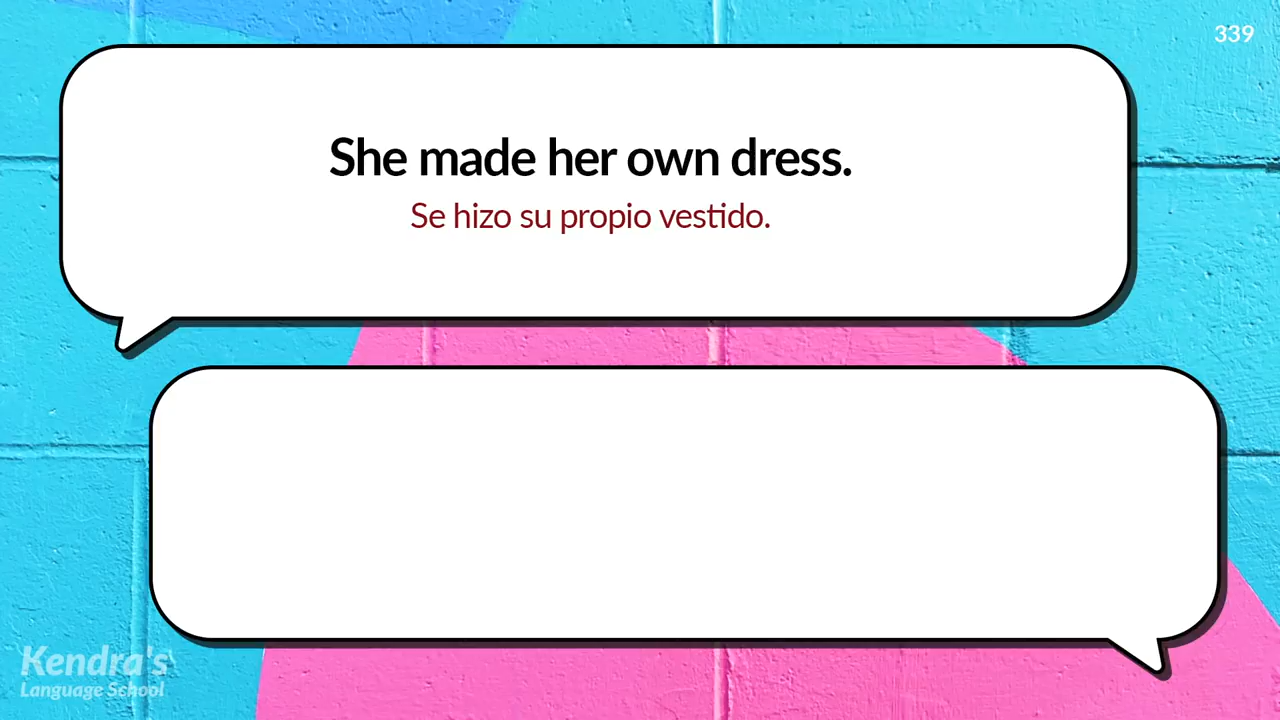 339
She made her own dress.
Se hizo su propio vestido.
Kendra's
Language School